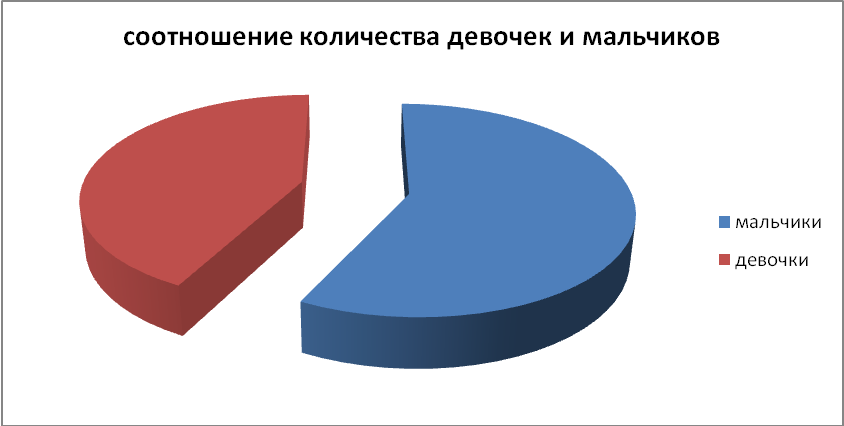 соотношение количества девочек и мальчиков
мальчики
девочки